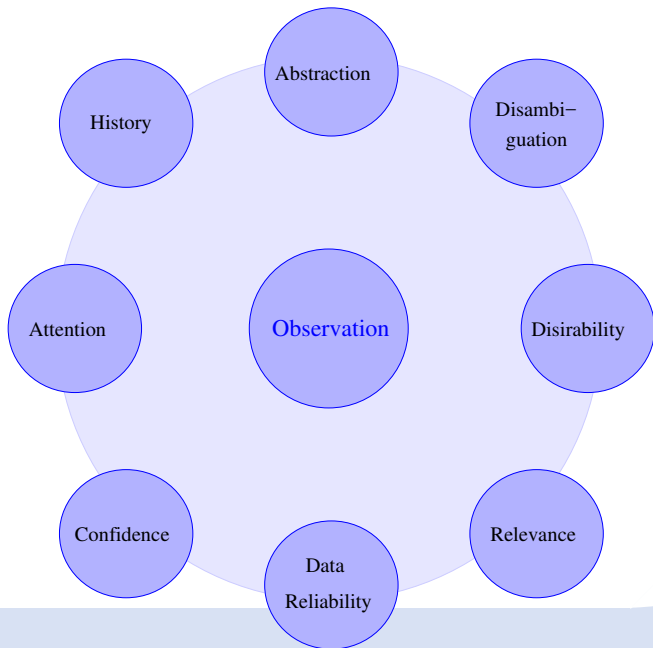 Abstraction
History
Disambi-
guation
Attention
Observation
Disirability
Confidence
Relevance
Data
Reliability